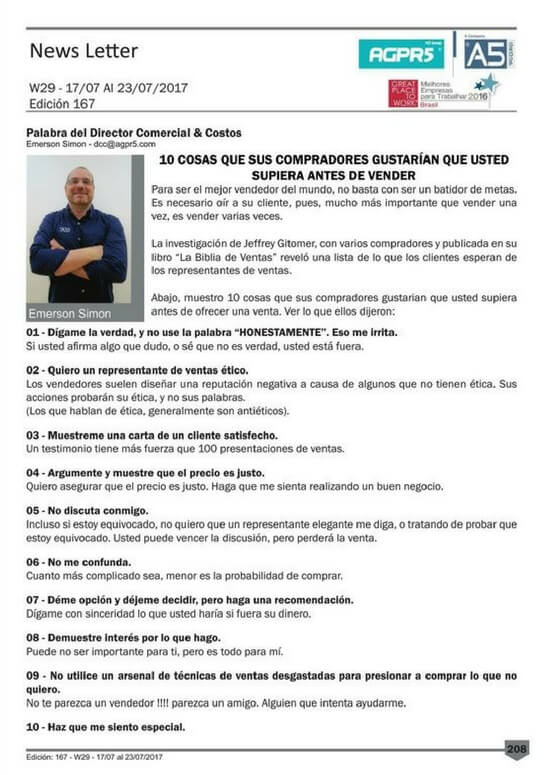 News Letter
W29 - 17/07 Al 23/07/2017
Edición 167
AGPR5
A5
GREAT
PLACE
TO
WORK
Melhores
Empresas
para Trabalhar 2016
Brasil
Palabra del Director Comercial & Costos
Emerson Simon - dcc@agpr5.com
10 COSAS QUE SUS COMPRADORES GUSTARÍAN QUE USTED
SUPIERA ANTES DE VENDER
Para ser el mejor vendedor del mundo, no basta con ser un batidor de metas.
Es necesario oír a su cliente, pues, mucho más importante que vender una
vez, es vender varias veces.
La investigación de Jeffrey Gitomer, con varios compradores y publicada en su
libro “La Biblia de Ventas” reveló una lista de lo que los clientes esperan de
los representantes de ventas.
Abajo, muestro 10 cosas que sus compradores gustarian que usted supiera
antes de ofrecer una venta. Ver lo que ellos dijeron:
Emerson Simon
01 - Dígame la verdad, y no use la palabra “HONESTAMENTE”. Eso me irrita.
Si usted afirma algo que dudo, o sé que no es verdad, usted está fuera.
02 - Quiero un representante de ventas ético.
Los vendedores suelen diseñar una reputación negativa a causa de algunos que no tienen ética. Sus
acciones probarán su ética, y no sus palabras.
(Los que hablan de ética, generalmente son antiéticos).
03 - Muestreme una carta de un cliente satisfecho.
Un testimonio tiene más fuerza que 100 presentaciones de ventas.
04 - Argumente y muestre que el precio es justo.
Quiero asegurar que el precio es justo. Haga que me sienta realizando un buen negocio.
05 - No discuta conmigo.
Incluso si estoy equivocado, no quiero que un representante elegante me diga, o tratando de probar que
estoy equivocado. Usted puede vencer la discusión, pero perderá la venta.
06 - No me confunda.
Cuanto más complicado sea, menor es la probabilidad de comprar.
07 - Déme opción y déjeme decidir, pero haga una recomendación.
Dígame con sinceridad lo que usted haría si fuera su dinero.
08 - Demuestre interés por lo que hago.
Puede no ser importante para ti, pero es todo para mí.
09 - No utilice un arsenal de técnicas de ventas desgastadas para presionar a comprar lo que no
quiero.
No te parezca un vendedor !!!! parezca un amigo. Alguien que intenta ayudarme.
10 - Haz que me siento especial.
208
Edición: 167 - W29 - 17/07 al 23/07/2017